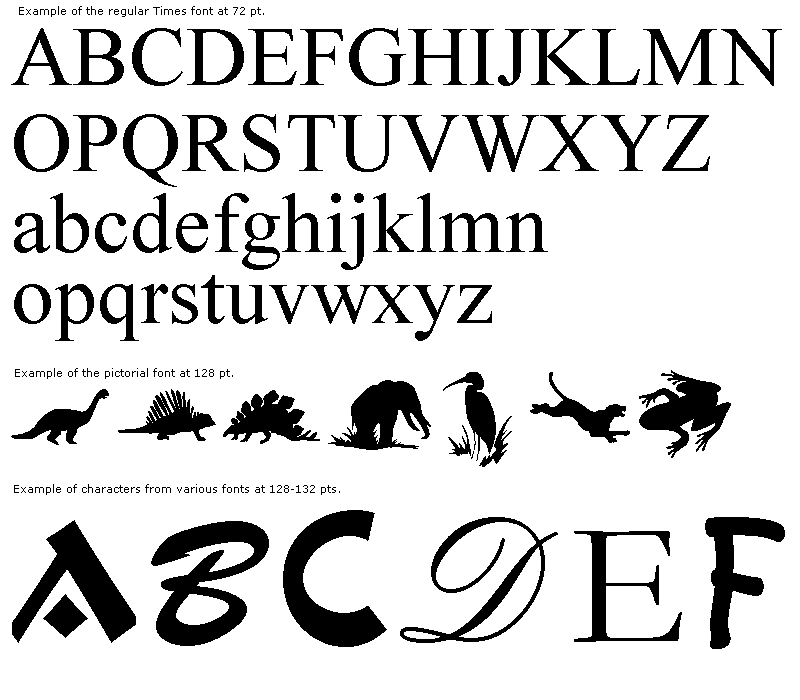 Example of the regular Times font at 72 pt.
ABCDEFGHIJKLMN
OPQRSTUVWXYZ
abcdefghijklmn
opqrstuvwxyz
Example of the pictorial font at 128 pt.
Example of characters from various fonts at 128-132 pts.
ABCDEF